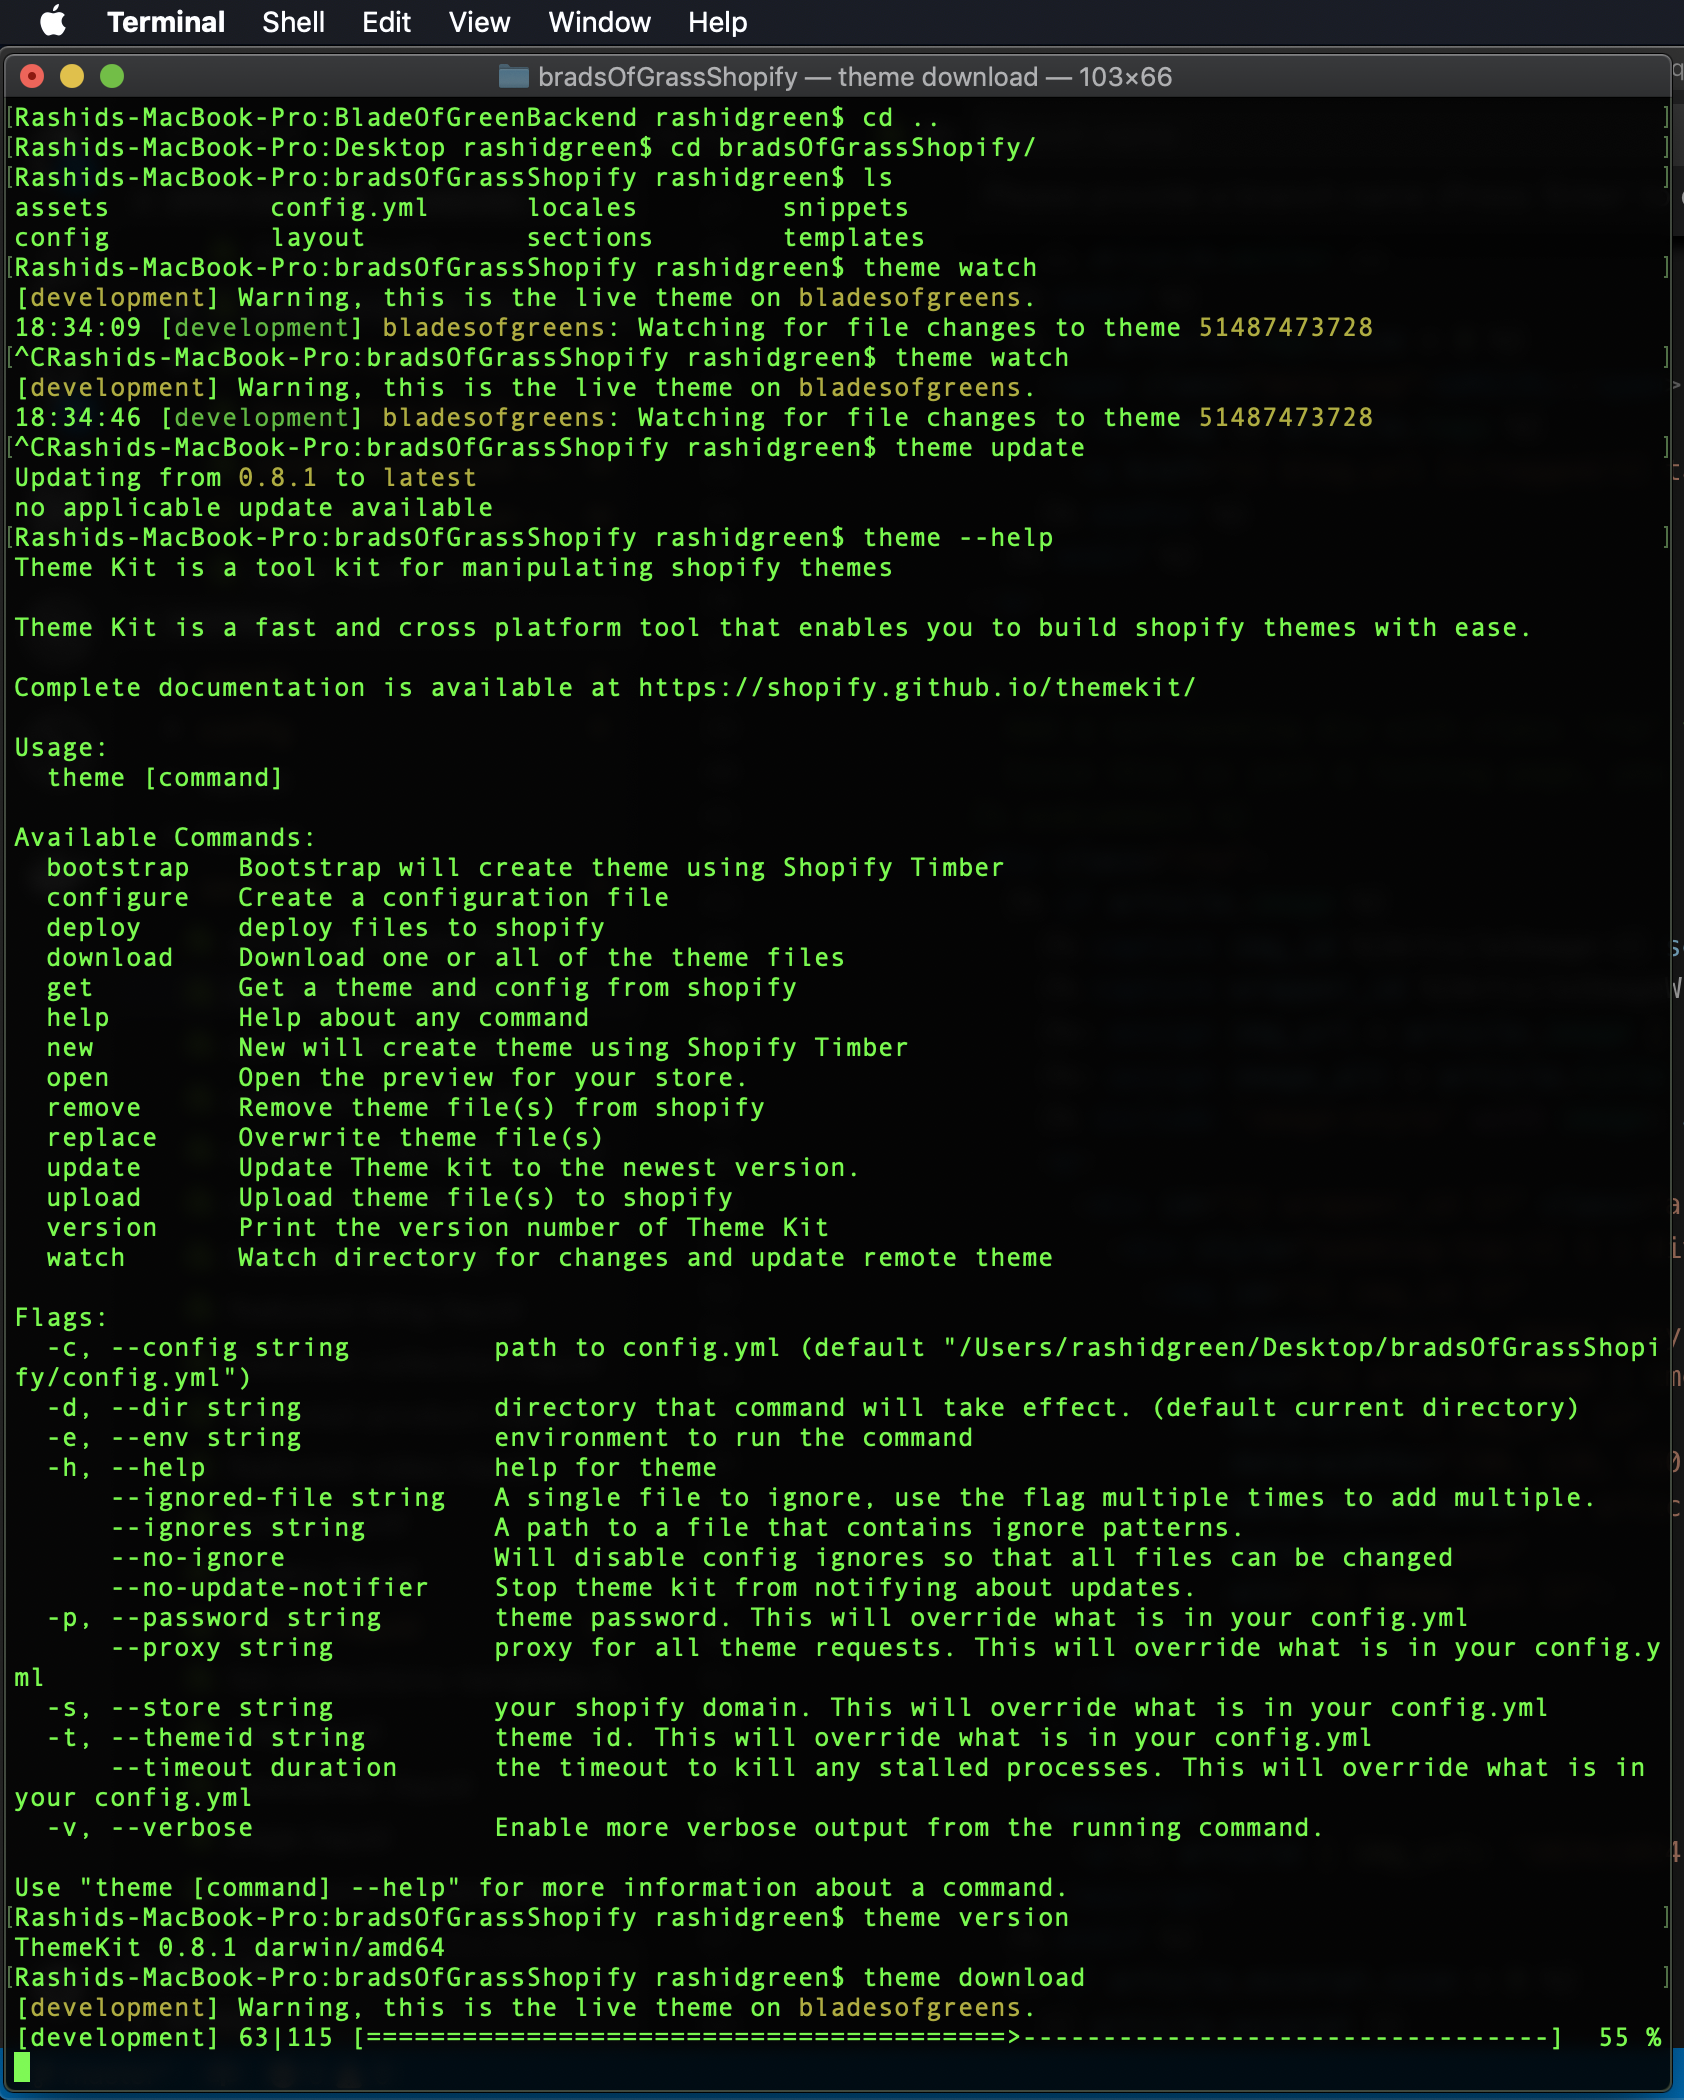 Terminal Shell Edit View Window Help
bradsOfGrassShopify — theme download — 103×66
[Rashids-MacBook-Pro:BladeOfGreenBackend rashidgreen$ cd .. ]
[Rashids-MacBook-Pro:Desktop rashidgreen$ cd bradsOfGrassShopify/ ]
[Rashids-MacBook-Pro:bradsOfGrassShopify rashidgreen$ ls ]
assets config.yml locales snippets
config layout sections templates
[Rashids-MacBook-Pro:bradsOfGrassShopify rashidgreen$ theme watch ]
[development] Warning, this is the live theme on bladesofgreens.
18:34:09 [development] bladesofgreens: Watching for file changes to theme 51487473728
[^CRashids-MacBook-Pro:bradsOfGrassShopify rashidgreen$ theme watch ]
[development] Warning, this is the live theme on bladesofgreens.
18:34:46 [development] bladesofgreens: Watching for file changes to theme 51487473728
[^CRashids-MacBook-Pro:bradsOfGrassShopify rashidgreen$ theme update ]
Updating from 0.8.1 to latest
no applicable update available
[Rashids-MacBook-Pro:bradsOfGrassShopify rashidgreen$ theme --help ]
Theme Kit is a tool kit for manipulating shopify themes
Theme Kit is a fast and cross platform tool that enables you to build shopify themes with ease.
Complete documentation is available at https://shopify.github.io/themekit/
Usage:
theme [command]
Available Commands:
bootstrap Bootstrap will create theme using Shopify Timber
configure Create a configuration file
deploy deploy files to shopify
download Download one or all of the theme files
get Get a theme and config from shopify
help Help about any command
new New will create theme using Shopify Timber
open Open the preview for your store.
remove Remove theme file(s) from shopify
replace Overwrite theme file(s)
update Update Theme kit to the newest version.
upload Upload theme file(s) to shopify
version Print the version number of Theme Kit
watch Watch directory for changes and update remote theme
Flags:
-c, --config string path to config.yml (default "/Users/rashidgreen/Desktop/bradsOfGrassShopi
fy/config.yml")
-d, --dir string directory that command will take effect. (default current directory)
-e, --env string environment to run the command
-h, --help help for theme
--ignored-file string A single file to ignore, use the flag multiple times to add multiple.
--ignores string A path to a file that contains ignore patterns.
--no-ignore Will disable config ignores so that all files can be changed
--no-update-notifier Stop theme kit from notifying about updates.
-p, --password string theme password. This will override what is in your config.yml
--proxy string proxy for all theme requests. This will override what is in your config.y
ml
-s, --store string your shopify domain. This will override what is in your config.yml
-t, --themeid string theme id. This will override what is in your config.yml
--timeout duration the timeout to kill any stalled processes. This will override what is in
your config.yml
-v, --verbose Enable more verbose output from the running command.
Use "theme [command] --help" for more information about a command.
[Rashids-MacBook-Pro:bradsOfGrassShopify rashidgreen$ theme version ]
ThemeKit 0.8.1 darwin/amd64
[Rashids-MacBook-Pro:bradsOfGrassShopify rashidgreen$ theme download ]
[development] Warning, this is the live theme on bladesofgreens.
[development] 63|115 [========================================>---------------------------------] 55 %